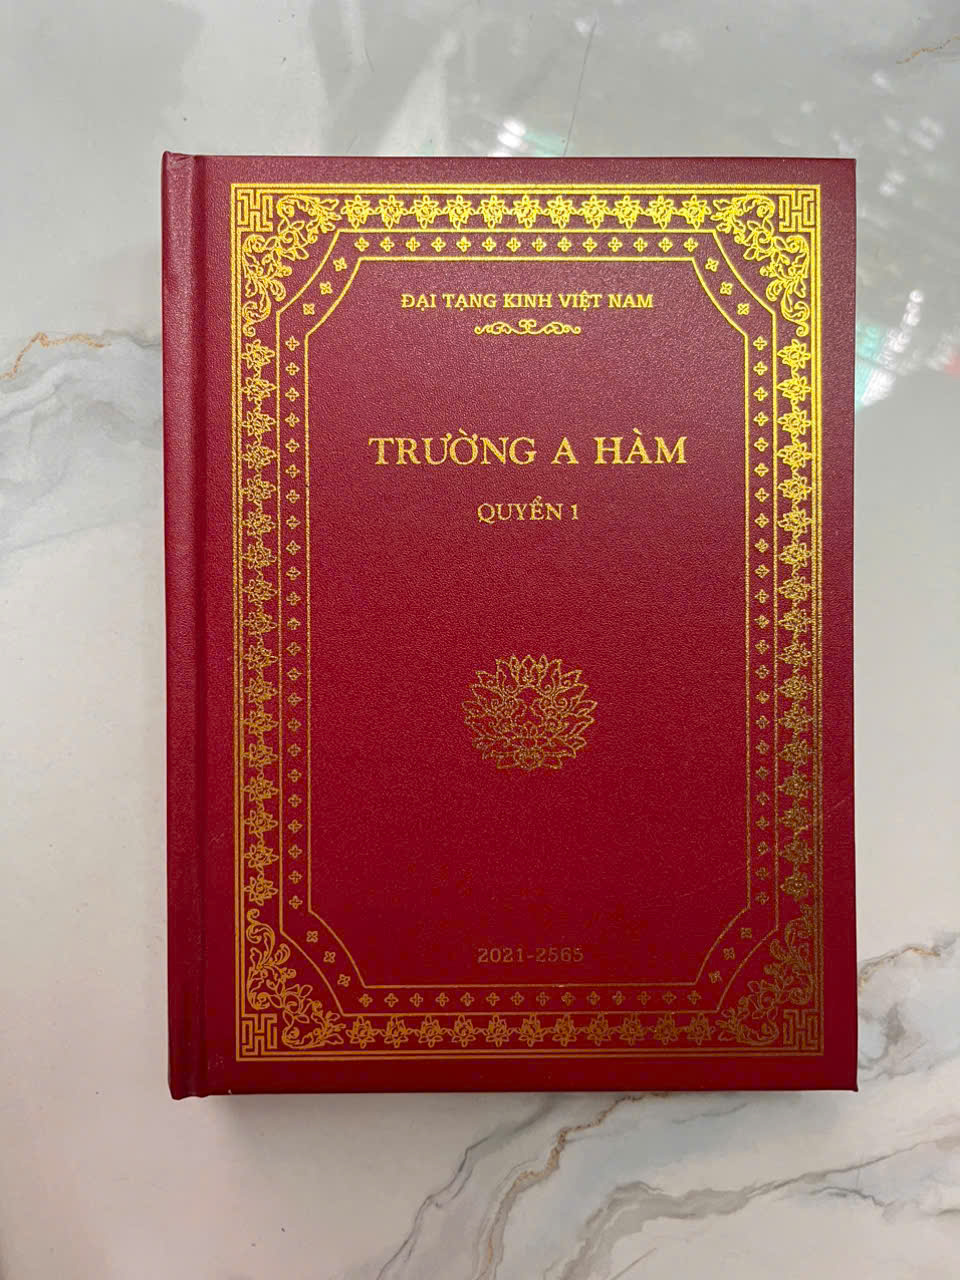 ĐẠI TẠNG KINH VIỆT NAM
TRƯỜNG A HÀM
QUYỂN 1
2021-2565